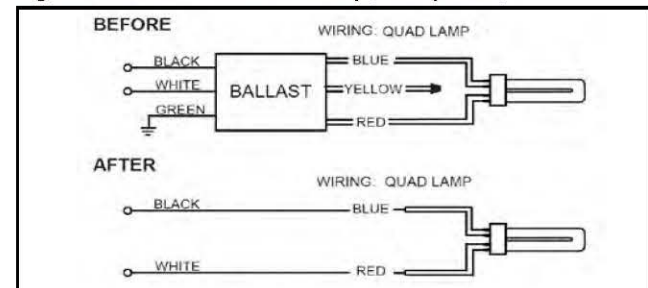 BEFORE
WIRING: QUAD LAMP
BLACK
BLUE
WHITE
BALLAST
YELLOW
GREEN
RED
AFTER
WIRING: QUAD LAMP
BLACK
BLUE
WHITE
RED